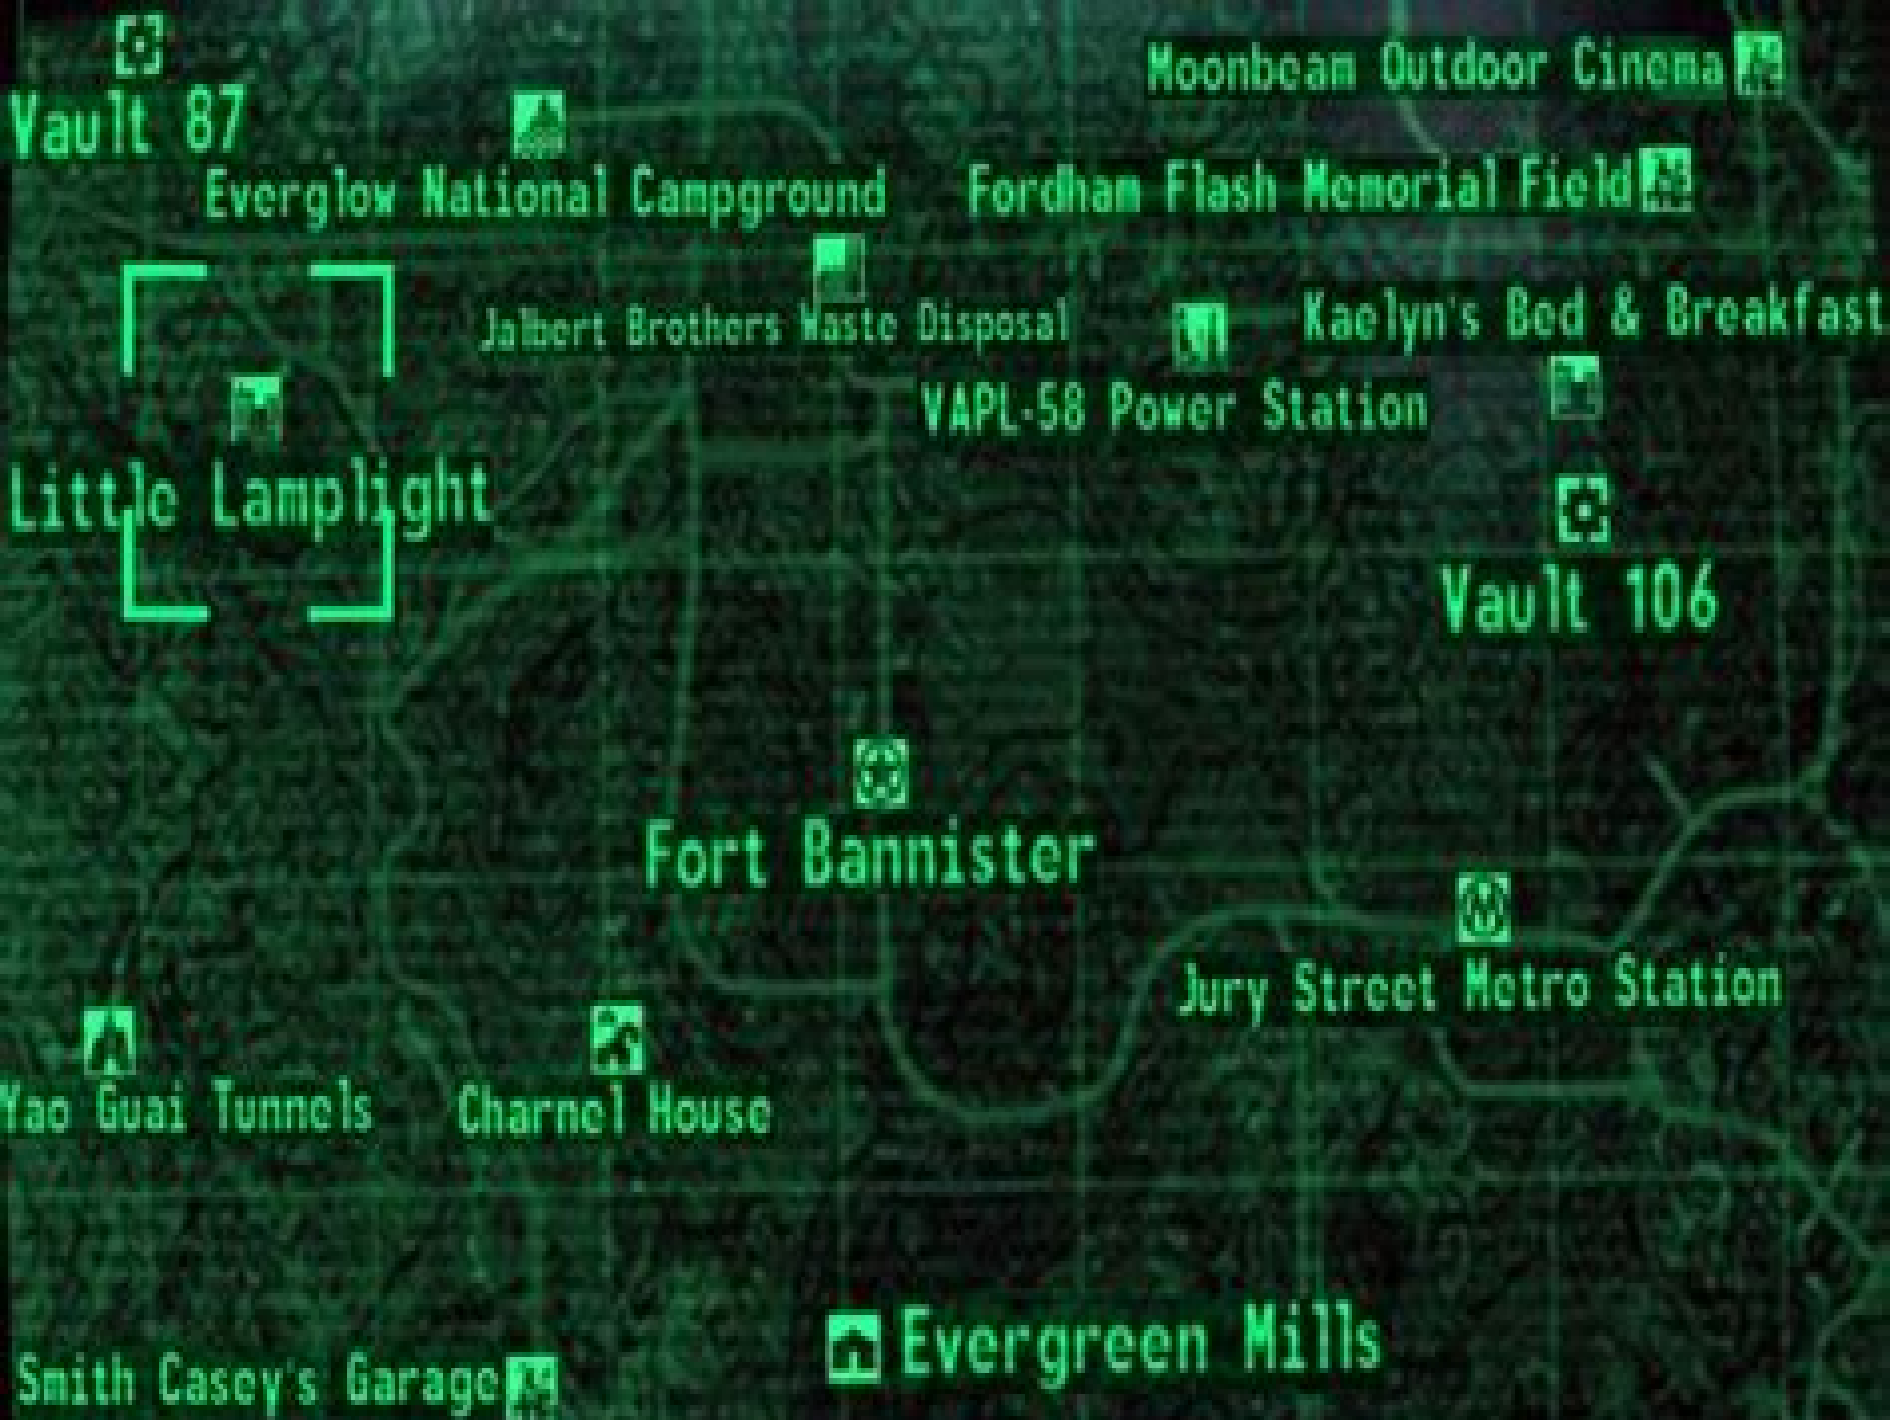 Moonbeam Outdoor Cinema
Vault 87
Everglow National Campground
Fordham Flash Memorial Field
Jalbert Brothers Waste Disposal
Kaelyn's Bed & Breakfast
VAPL-58 Power Station
Little Lamplight
Vault 106
Fort Bannister
Jury Street Metro Station
Yao Guai Tunnels
Charnel House
Evergreen Mills
Smith Casey's Garage